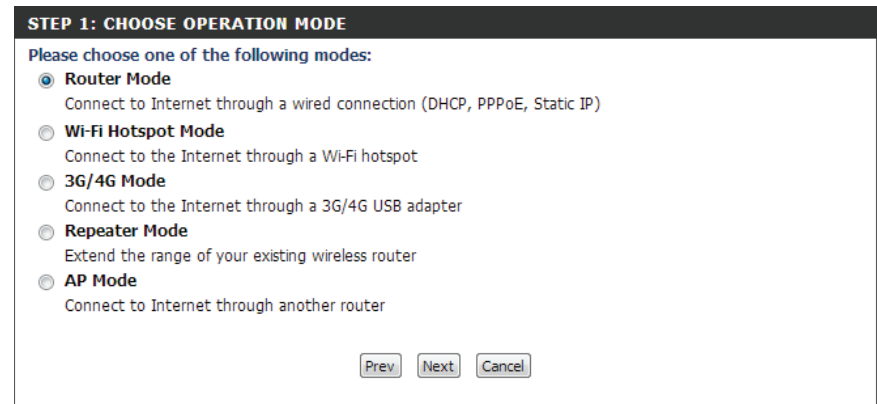 STEP 1: CHOOSE OPERATION MODE
Please choose one of the following modes:
Router Mode
Connect to Internet through a wired connection (DHCP, PPPoE, Static IP)
Wi-Fi Hotspot Mode
Connect to the Internet through a Wi-Fi hotspot
3G/4G Mode
Connect to the Internet through a 3G/4G USB adapter
Repeater Mode
Extend the range of your existing wireless router
AP Mode
Connect to Internet through another router
Prev Next Cancel